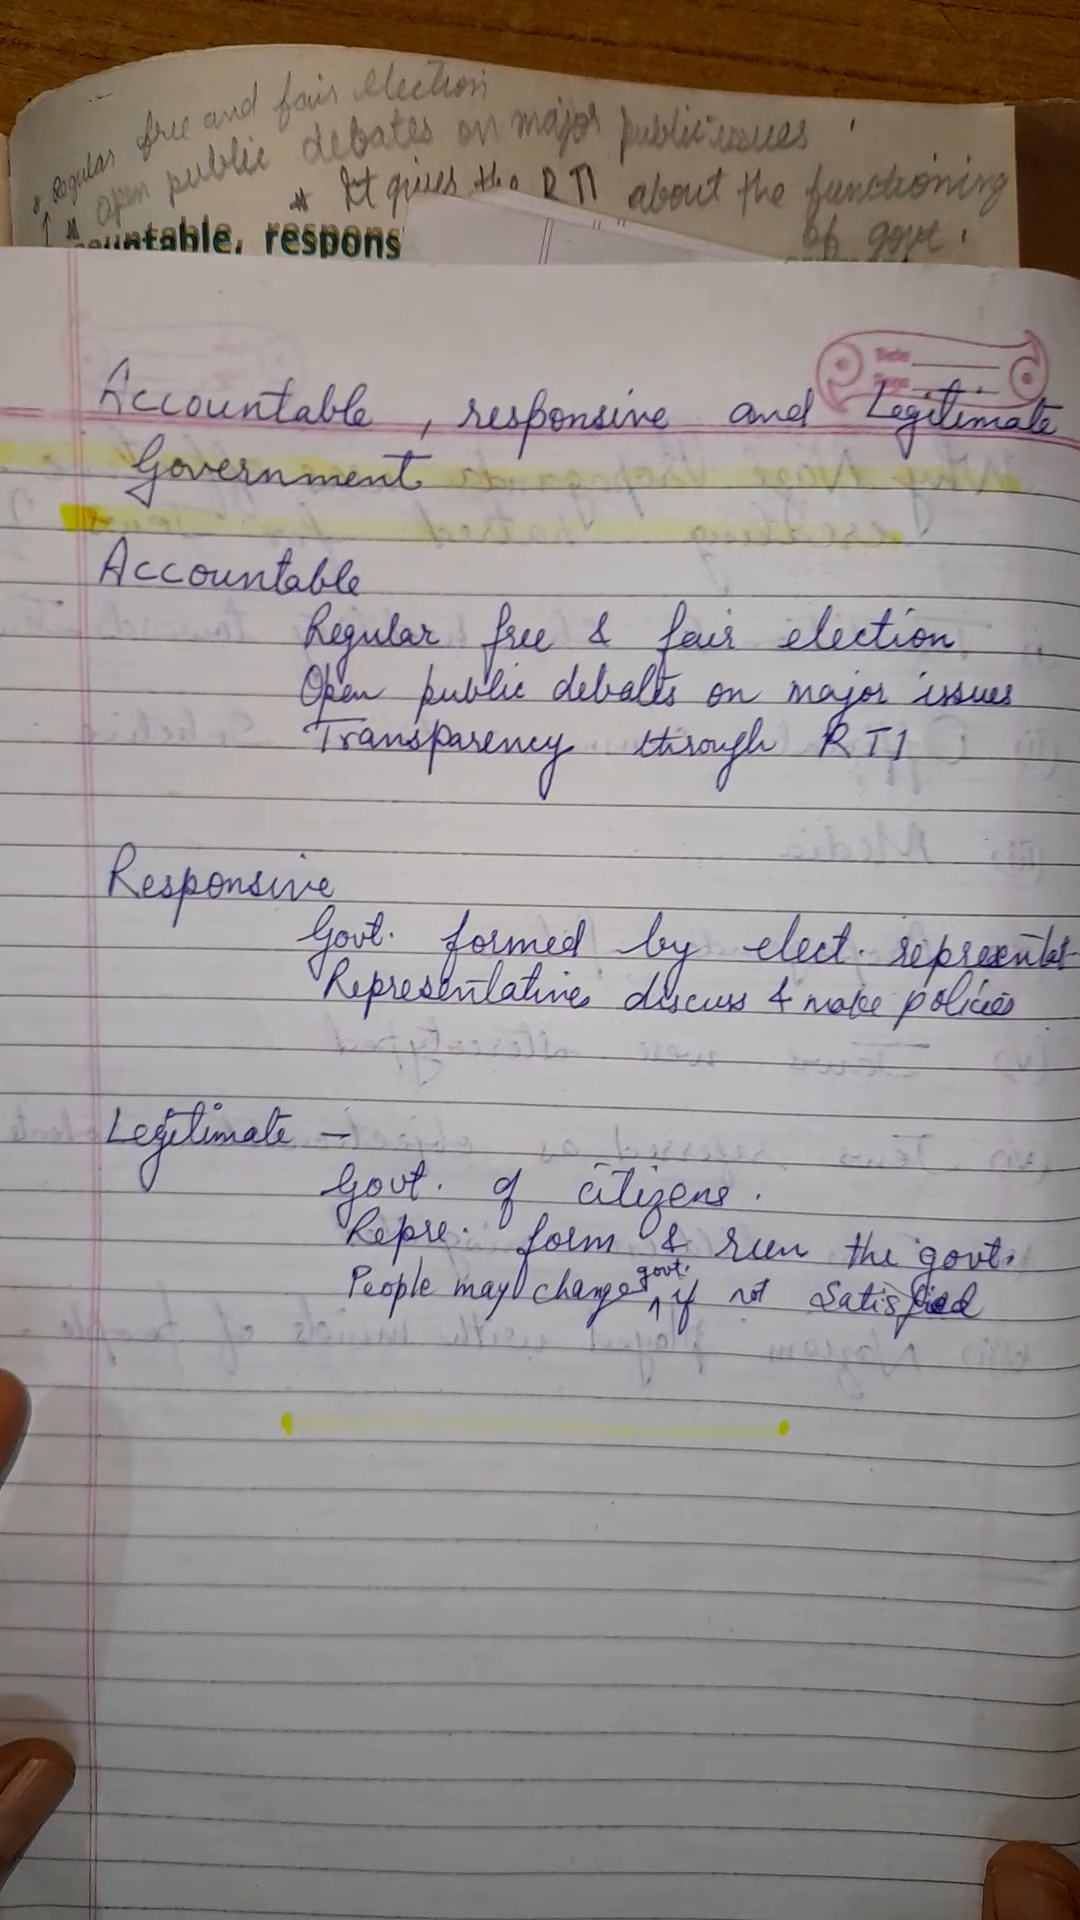 * Regular free and fair election
# open public debates on major public issues
* It gives the RTI about the functioning
of govt.
ountable, respons
Date
Accountable, responsive and Legitimate
Government
Accountable
Regular free & fair election
Open public debates on major issues
Transparency through RTI
Responsive
Govt. formed by elect. represntat
Representatives discuss & make policies
Legitimate –
Govt. of citizens.
Repre. form & run the govt.
People may change govt. if not Satisfied